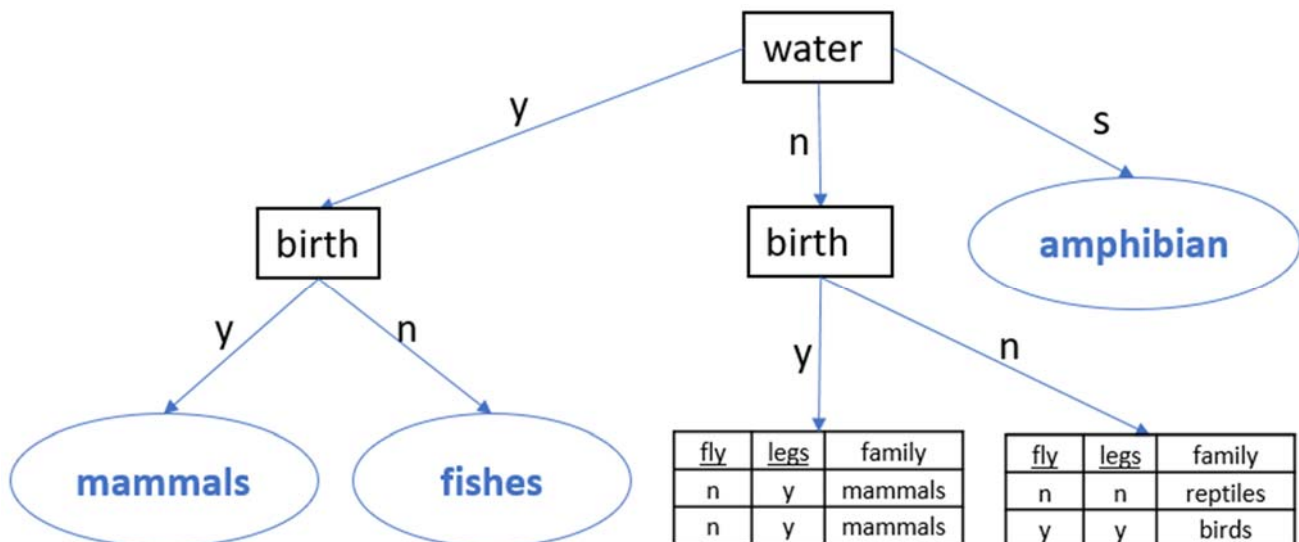 water
y
n
s
birth
birth
amphibian
y
n
y
n
mammals
fishes
fly legs family
n y mammals
n y mammals
fly legs family
n n reptiles
y y birds